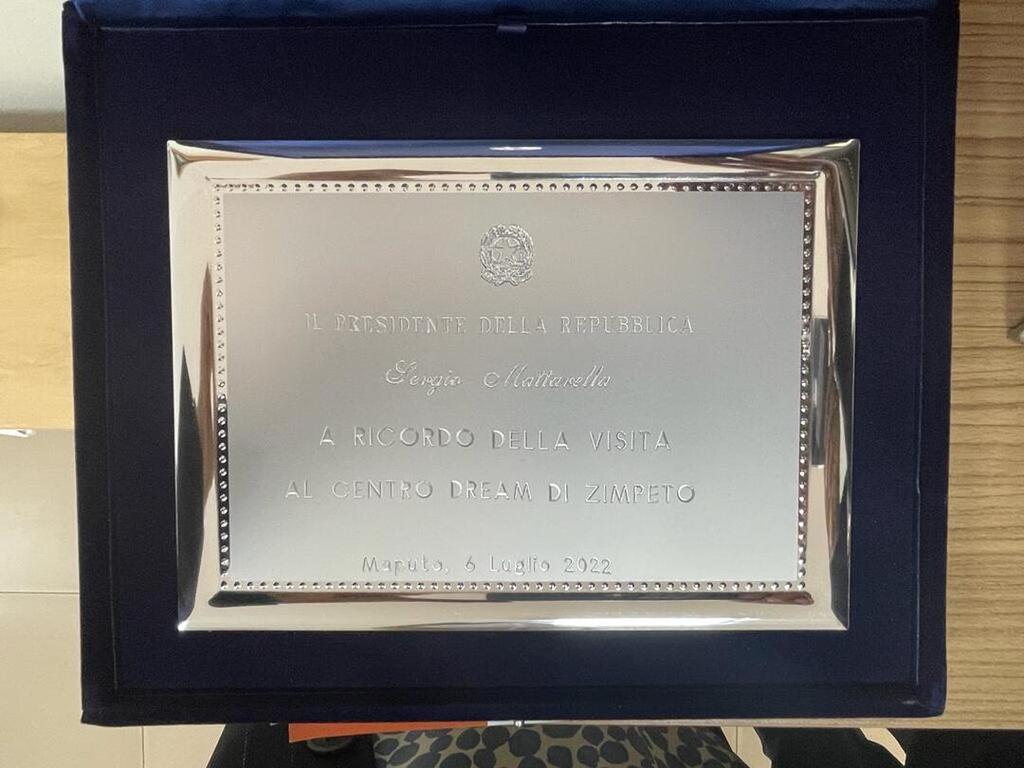 IL PRESIDENTE DELLA REPUBBLICA
Sergio Mattarella
A RICORDO DELLA VISITA
AL CENTRO DREAM DI ZIMPETO
Maputo, 6 Luglio 2022